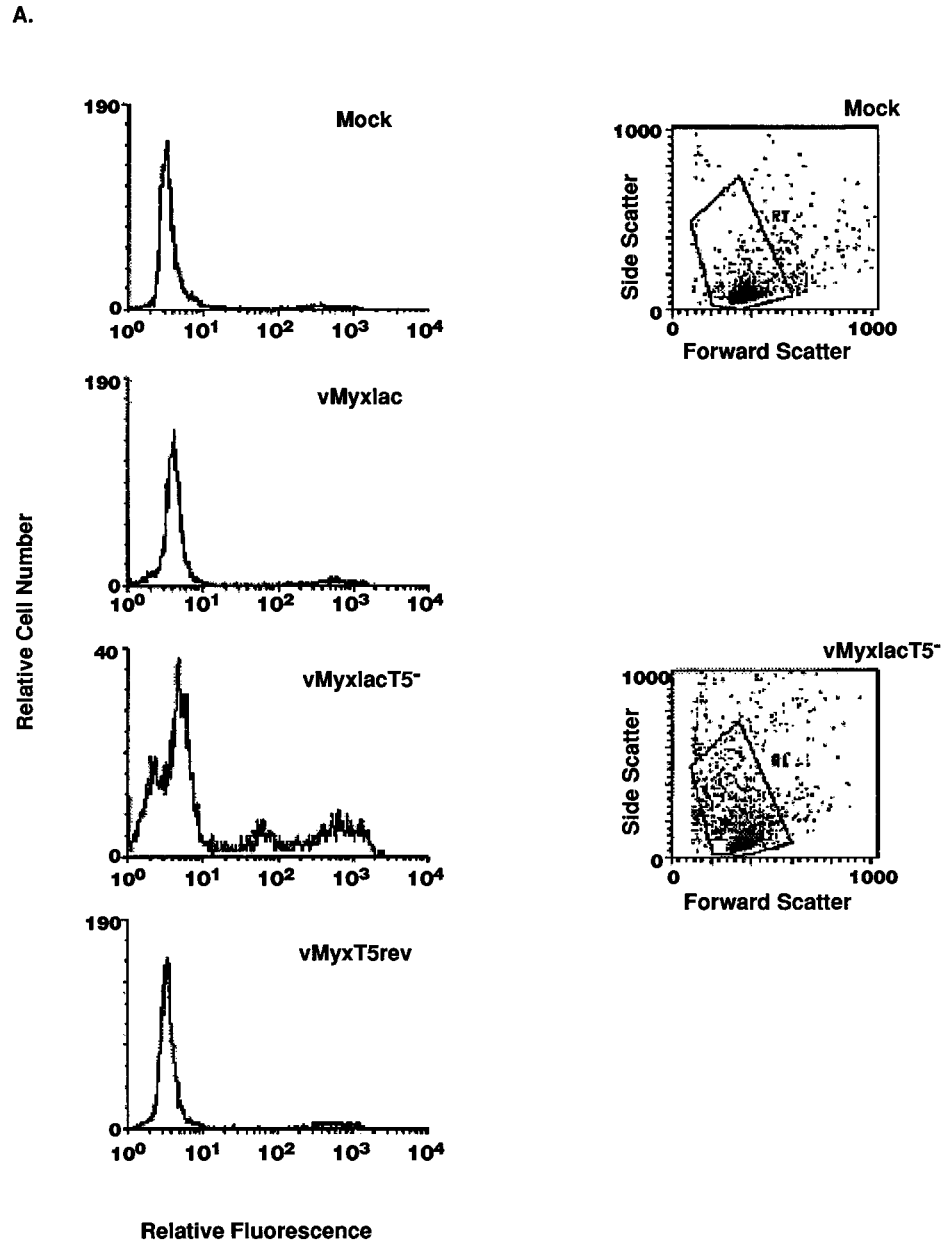 A.
190
Mock
0
10⁰ 10¹ 10² 10³ 10⁴
Mock
1000
Side Scatter
R1
0
0 1000
Forward Scatter
190
vMyxlac
0
10⁰ 10¹ 10² 10³ 10⁴
Relative Cell Number
40
vMyxlacT5⁻
0
10⁰ 10¹ 10² 10³ 10⁴
vMyxlacT5⁻
1000
Side Scatter
0
0 1000
Forward Scatter
190
vMyxT5rev
0
10⁰ 10¹ 10² 10³ 10⁴
Relative Fluorescence